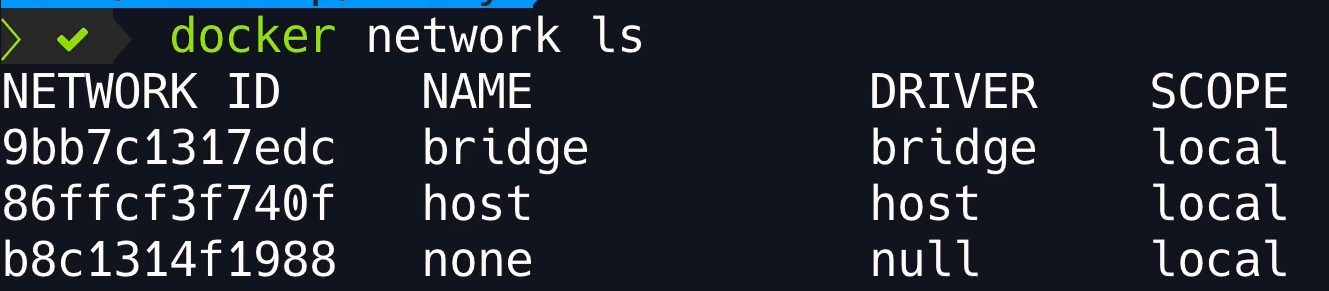 docker network ls
NETWORK ID NAME DRIVER SCOPE
9bb7c1317edc bridge bridge local
86ffcf3f740f host host local
b8c1314f1988 none null local